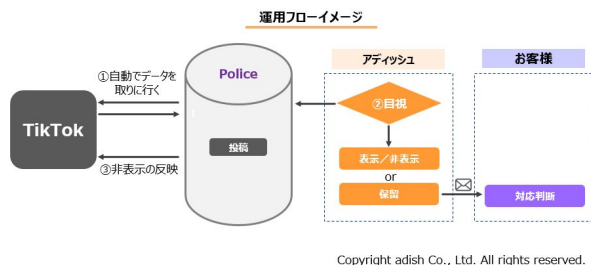 運用フローイメージ
アディッシュ
お客様
①自動でデータを
取りに行く
Police
②目視
TikTok
投稿
表示／非表示
③非表示の反映
or
保留
対応判断
Copyright adish Co., Ltd. All rights reserved.